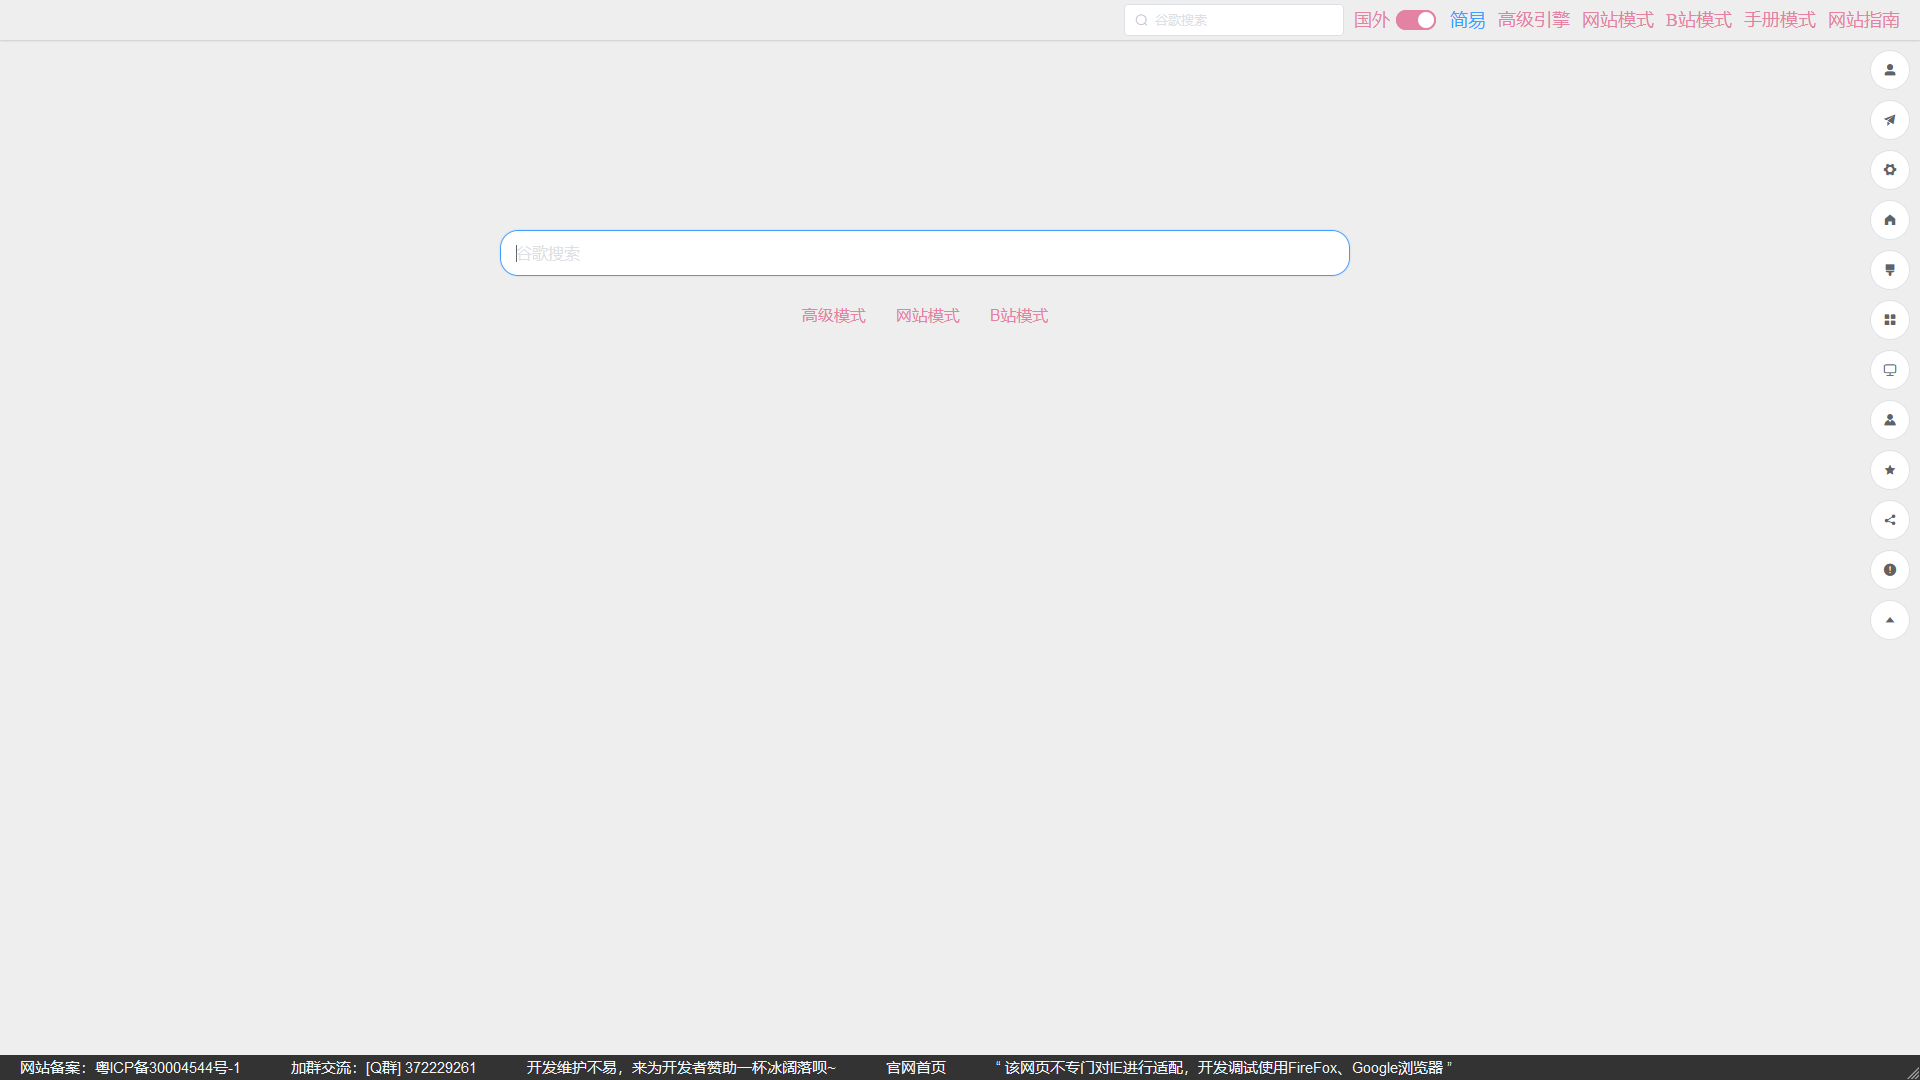 谷歌搜索 国外 简易 高级引擎 网站模式 B站模式 手册模式 网站指南
谷歌搜索
高级模式 网站模式 B站模式
网站备案：粤ICP备30004544号-1 加群交流：[Q群] 372229261 开发维护不易，来为开发者赞助一杯冰阔落呗~ 官网首页 “ 该网页不专门对IE进行适配，开发调试使用FireFox、Google浏览器 ”